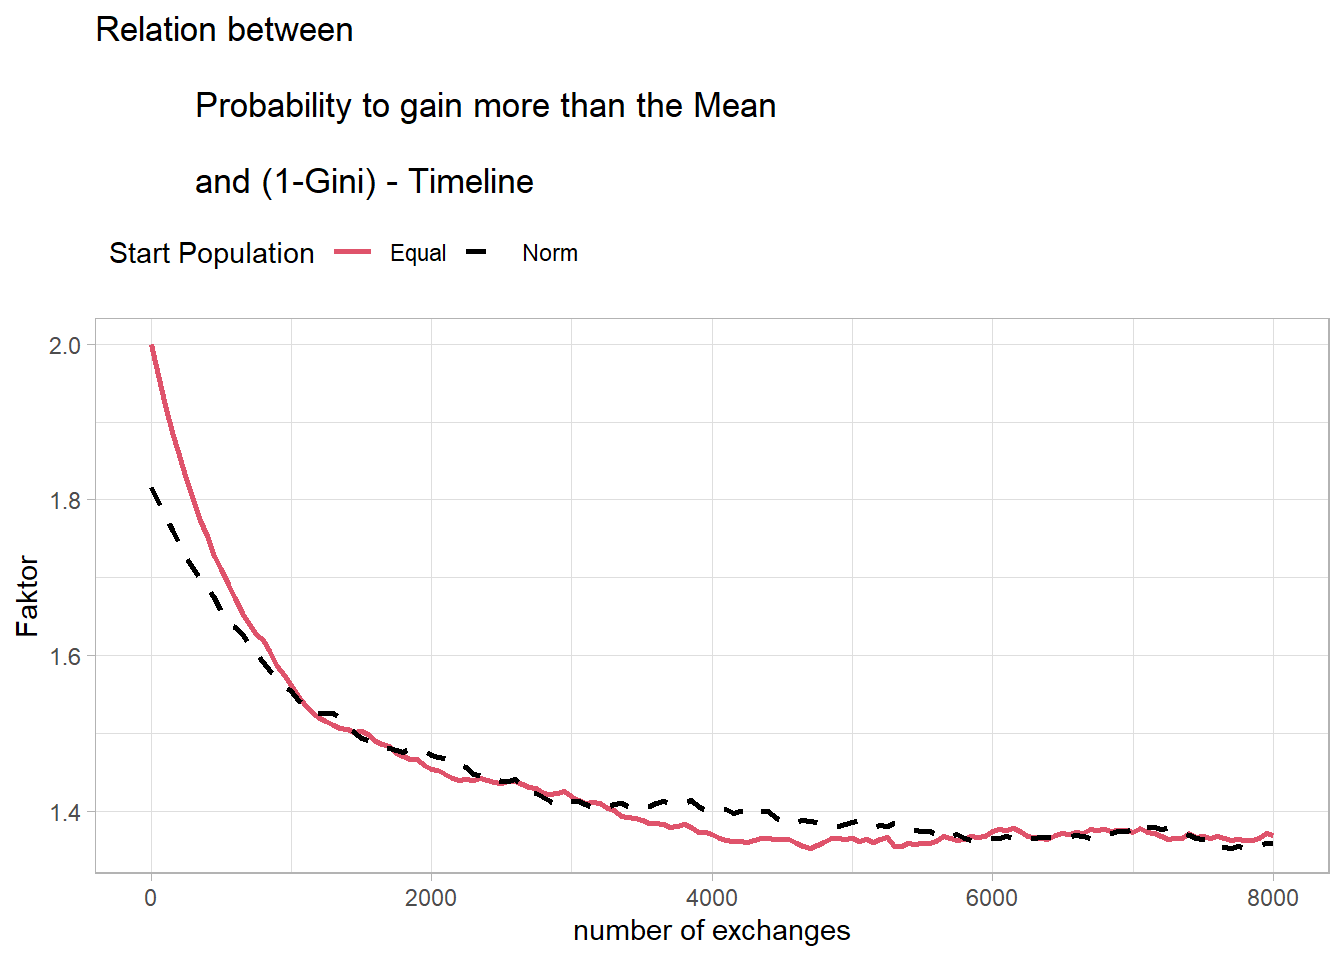 Relation between
Probability to gain more than the Mean
and (1-Gini) - Timeline
Start Population Equal Norm
2.0
1.8
1.6
1.4
Faktor
0 2000 4000 6000 8000
number of exchanges